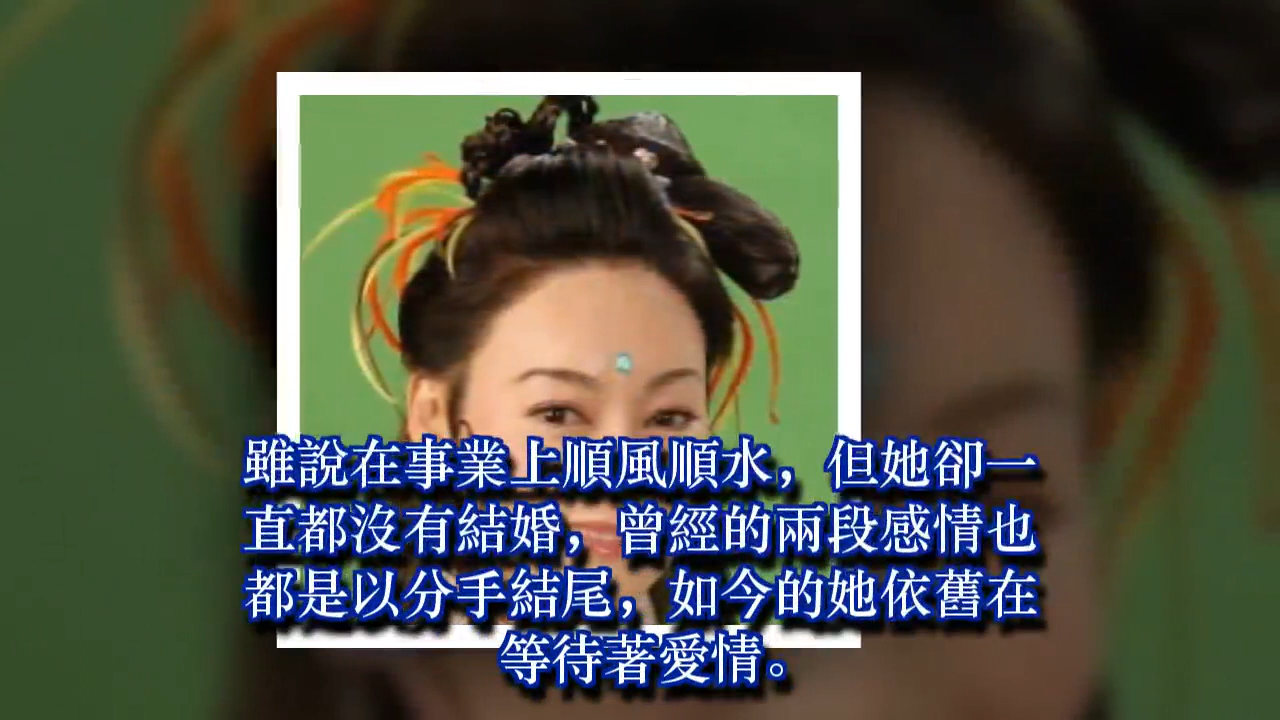 雖說在事業上順風順水，但她卻一
直都沒有結婚，曾經的兩段感情也
都是以分手結尾，如今的她依舊在
等待著愛情。